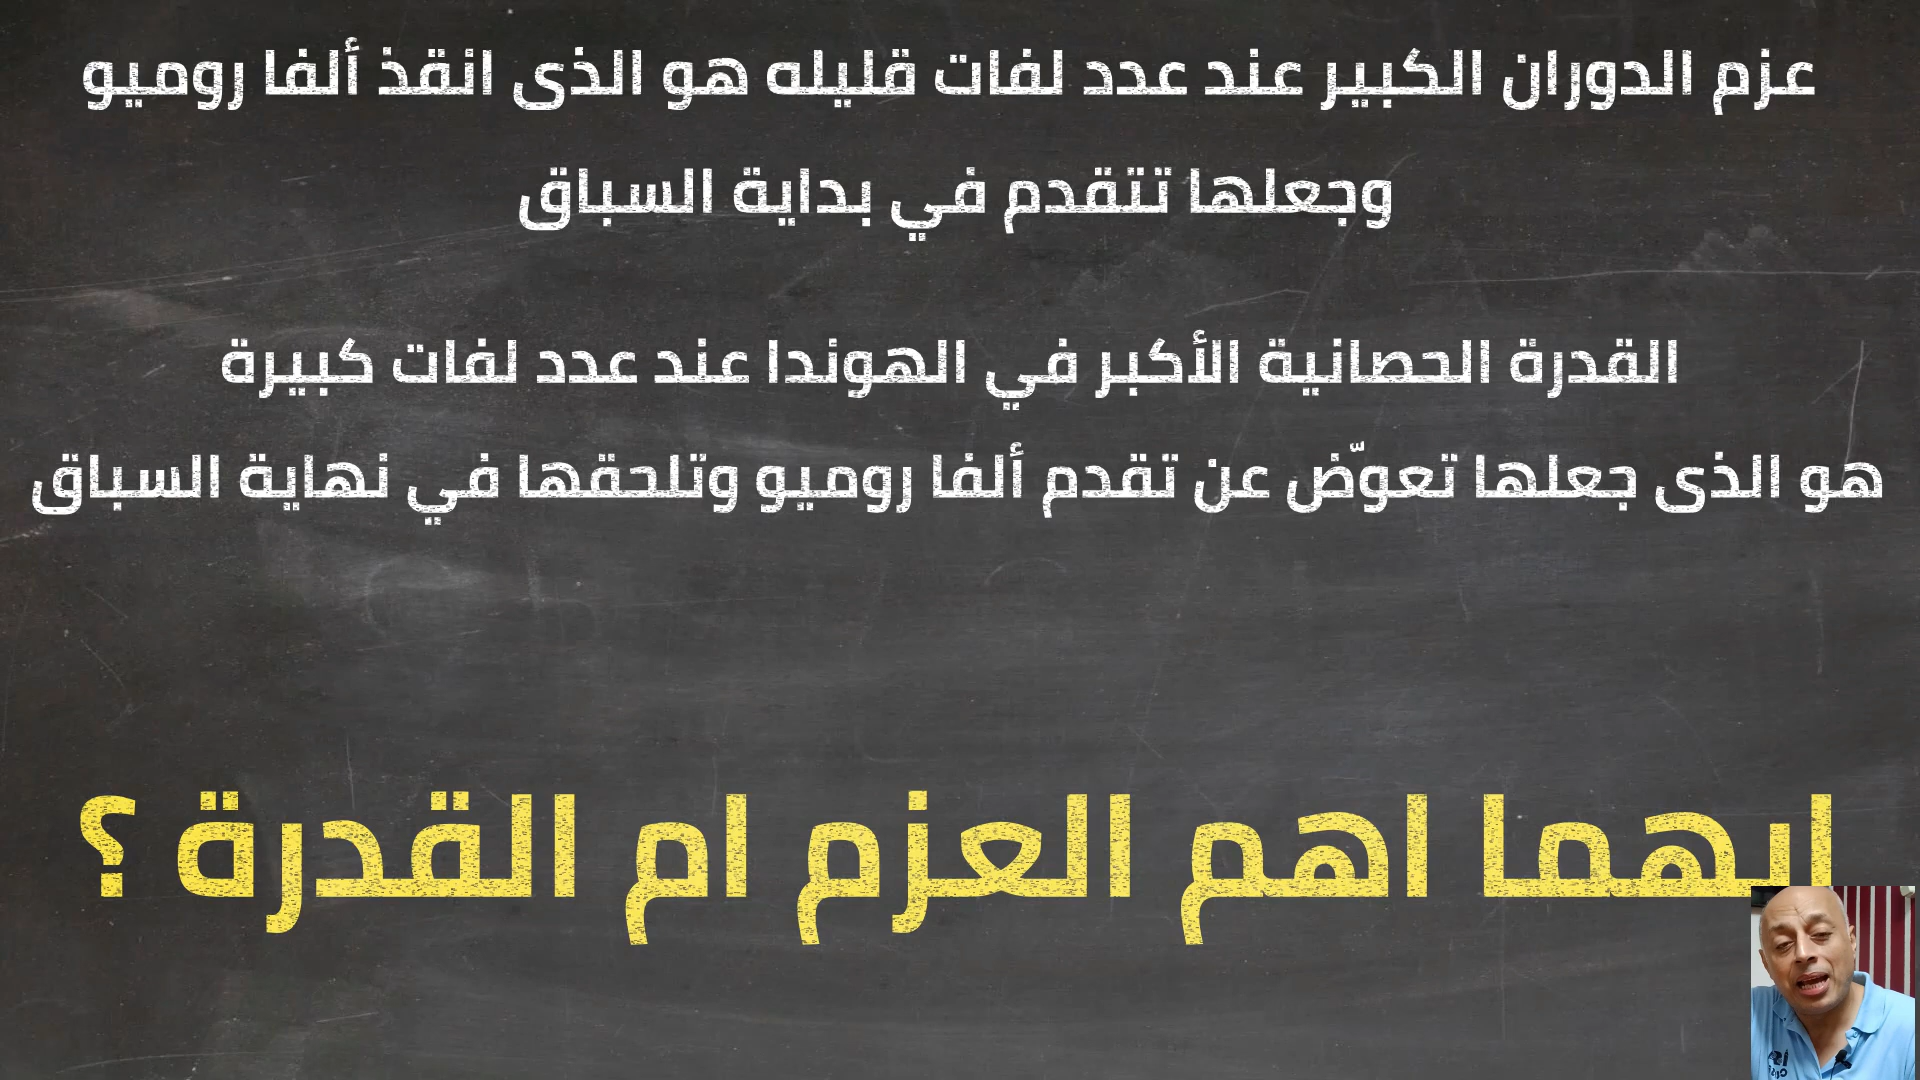 عزم الدوران الكبير عند عدد لفات قليله هو الذى انقذ ألفا روميو
وجعلها تتقدم في بداية السباق
القدرة الحصانية الأكبر في الهوندا عند عدد لفات كبيرة
هو الذى جعلها تعوّض عن تقدم ألفا روميو وتلحقها في نهاية السباق
ايهما اهم العزم ام القدرة ؟